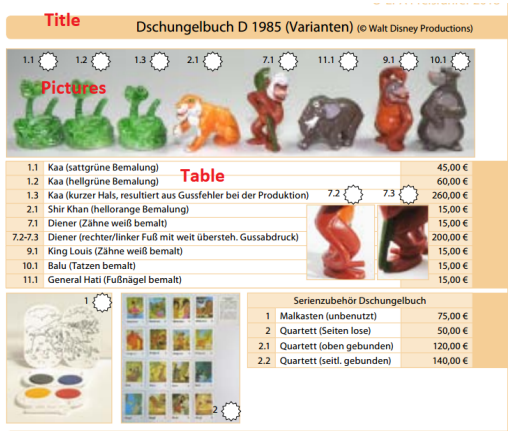 Title
Dschungelbuch D 1985 (Varianten) (© Walt Disney Productions)
1.1 1.2 1.3 2.1 7.1 11.1 9.1 10.1
Pictures
Table
1.1 Kaa (sattgrüne Bemalung) 45,00 €
1.2 Kaa (hellgrüne Bemalung) 60,00 €
1.3 Kaa (kurzer Hals, resultiert aus Gussfehler bei der Produktion) 260,00 €
2.1 Shir Khan (hellorange Bemalung) 15,00 €
7.1 Diener (Zähne weiß bemalt) 15,00 €
7.2-7.3 Diener (rechter/linker Fuß mit weit übersteh. Gussabdruck) 200,00 €
9.1 King Louis (Zähne weiß bemalt) 15,00 €
10.1 Balu (Tatzen bemalt) 15,00 €
11.1 General Hati (Fußnägel bemalt) 15,00 €
7.2 7.3
1
2
Serienzubehör Dschungelbuch
1 Malkasten (unbenutzt) 75,00 €
2 Quartett (Seiten lose) 50,00 €
2.1 Quartett (oben gebunden) 120,00 €
2.2 Quartett (seitl. gebunden) 140,00 €